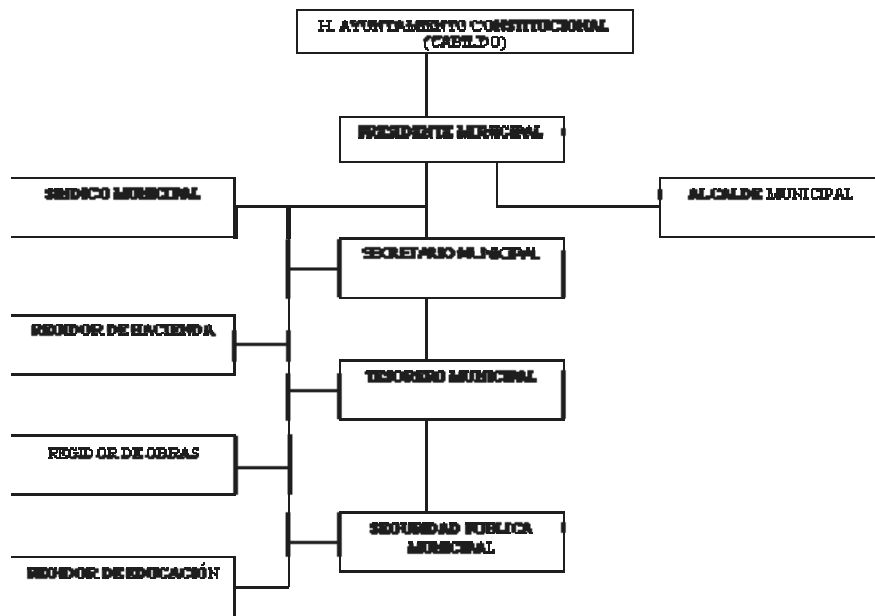 H. AYUNTAMIENTO CONSTITUCIONAL
(CABILDO)
PRESIDENTE MUNICIPAL
SINDICO MUNICIPAL
ALCALDE MUNICIPAL
SECRETARIO MUNICIPAL
REGIDOR DE HACIENDA
TESORERO MUNICIPAL
REGIDOR DE OBRAS
SEGURIDAD PUBLICA
MUNICIPAL
REGIDOR DE EDUCACIÓN